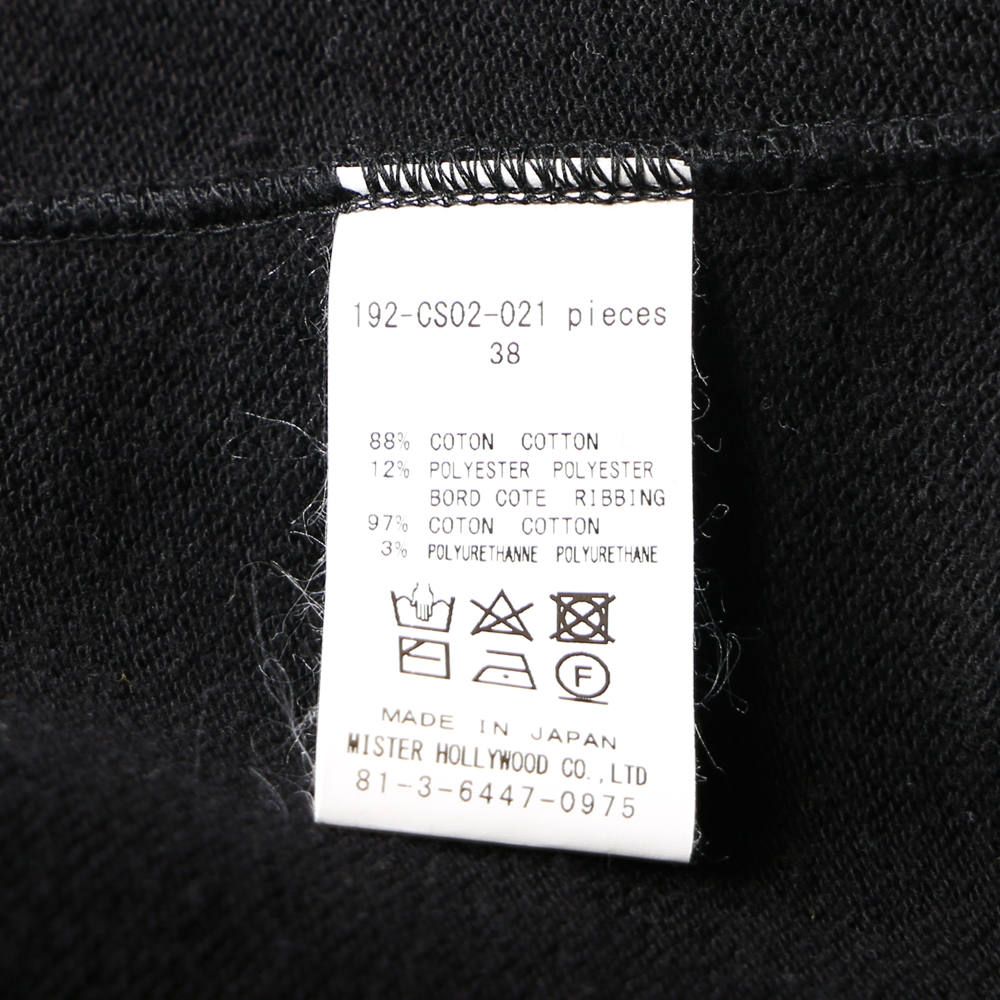 192-CS02-021 pieces
38
88% COTON COTTON
12% POLYESTER POLYESTER
BORD COTE RIBBING
97% COTON COTTON
3% POLYURETHANNE POLYURETHANE
F
MADE IN JAPAN
MISTER HOLLYWOOD CO.,LTD
81-3-6447-0975